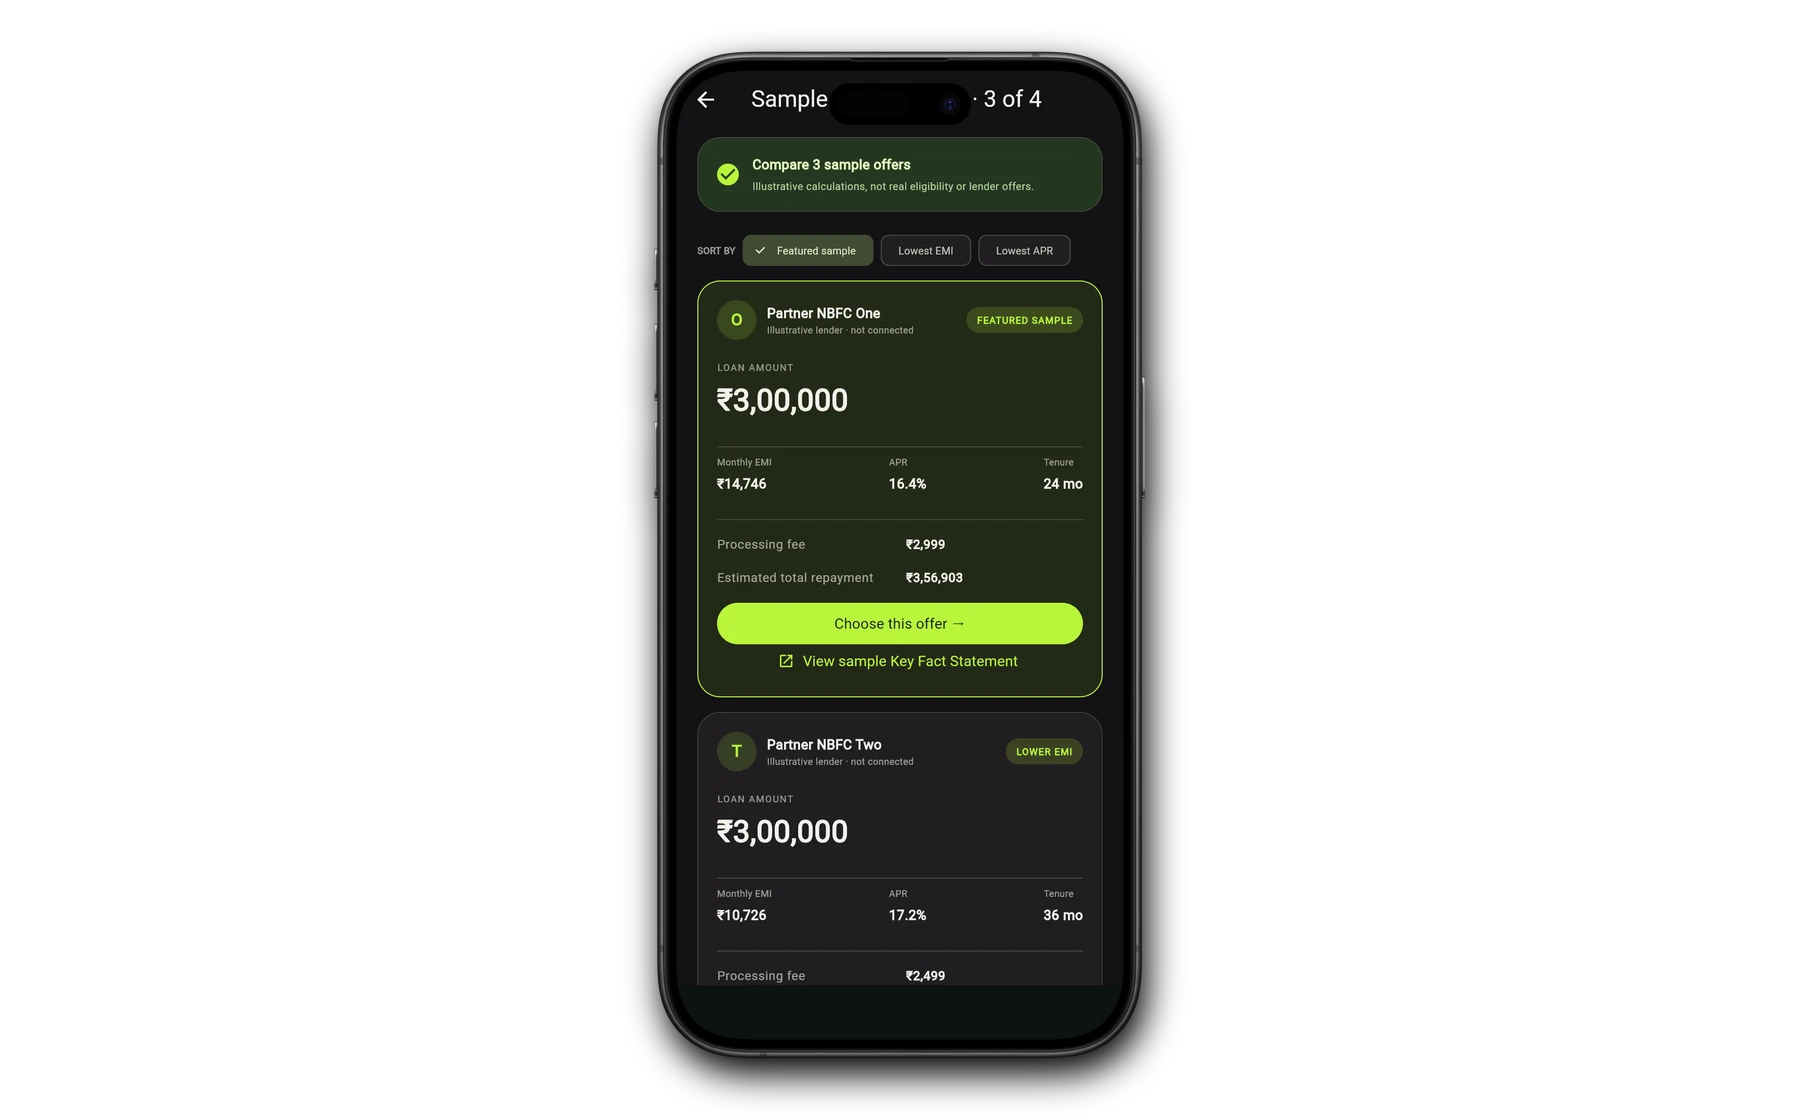 Sample · 3 of 4
Compare 3 sample offers
Illustrative calculations, not real eligibility or lender offers.
SORT BY Featured sample Lowest EMI Lowest APR
O Partner NBFC One FEATURED SAMPLE
Illustrative lender · not connected
LOAN AMOUNT
₹3,00,000
Monthly EMI APR Tenure
₹14,746 16.4% 24 mo
Processing fee ₹2,999
Estimated total repayment ₹3,56,903
Choose this offer →
View sample Key Fact Statement
T Partner NBFC Two LOWER EMI
Illustrative lender · not connected
LOAN AMOUNT
₹3,00,000
Monthly EMI APR Tenure
₹10,726 17.2% 36 mo
Processing fee ₹2,499